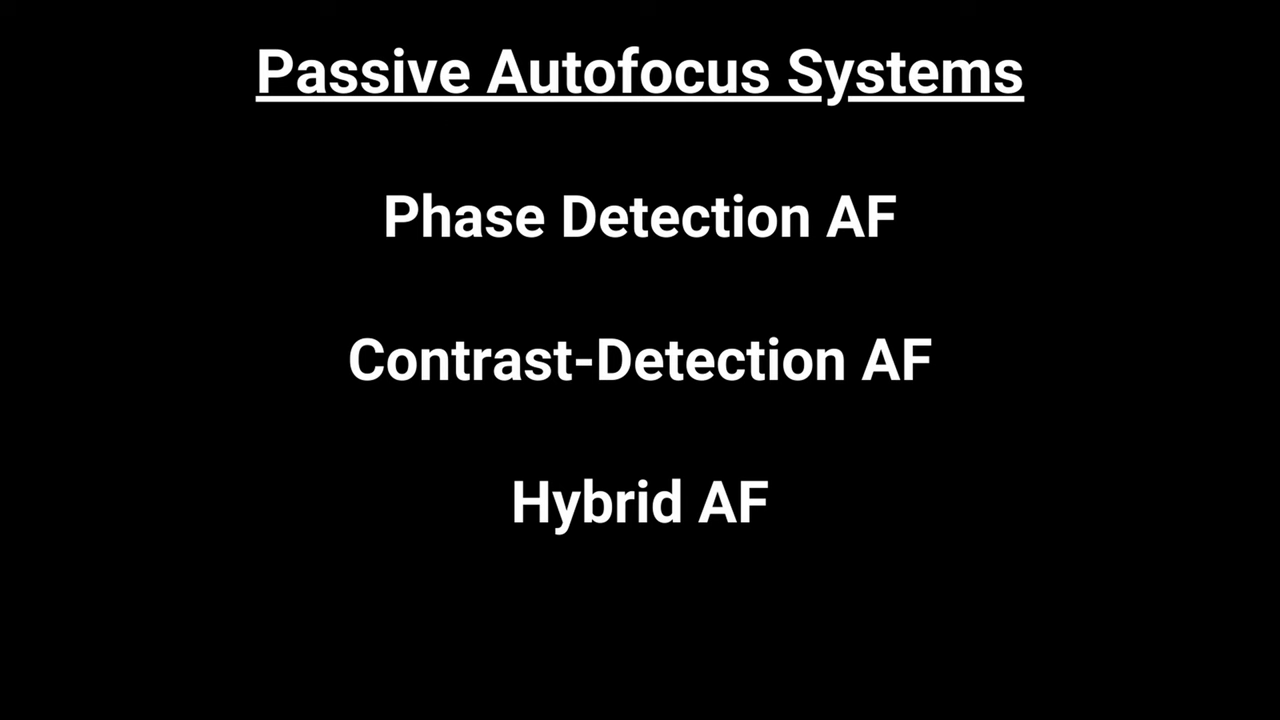 Passive Autofocus Systems
Phase Detection AF
Contrast-Detection AF
Hybrid AF